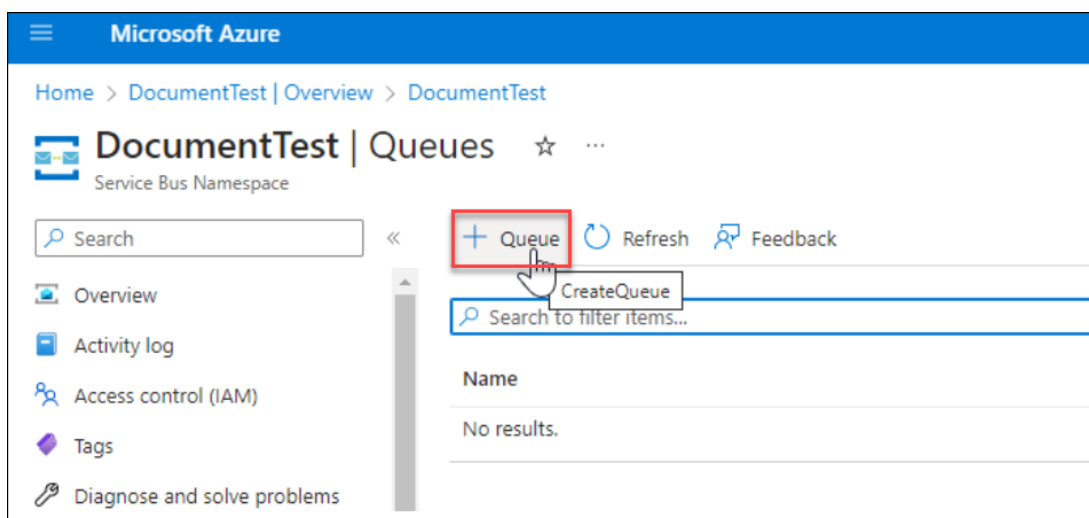 Microsoft Azure
Home > DocumentTest | Overview > DocumentTest
DocumentTest | Queues
Service Bus Namespace
Search
«
+ Queue Refresh Feedback
CreateQueue
Overview
Search to filter items...
Activity log
Name
Access control (IAM)
No results.
Tags
Diagnose and solve problems